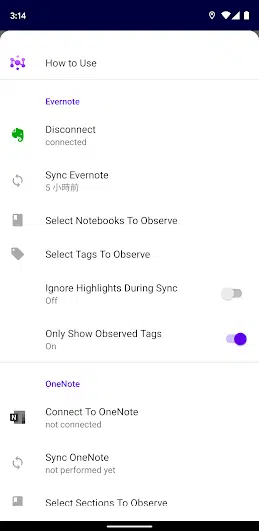 3:14
How to Use
Evernote
Disconnect
connected
Sync Evernote
5 小時前
Select Notebooks To Observe
Select Tags To Observe
Ignore Highlights During Sync
Off
Only Show Observed Tags
On
OneNote
Connect To OneNote
not connected
Sync OneNote
not performed yet
Select Sections To Observe